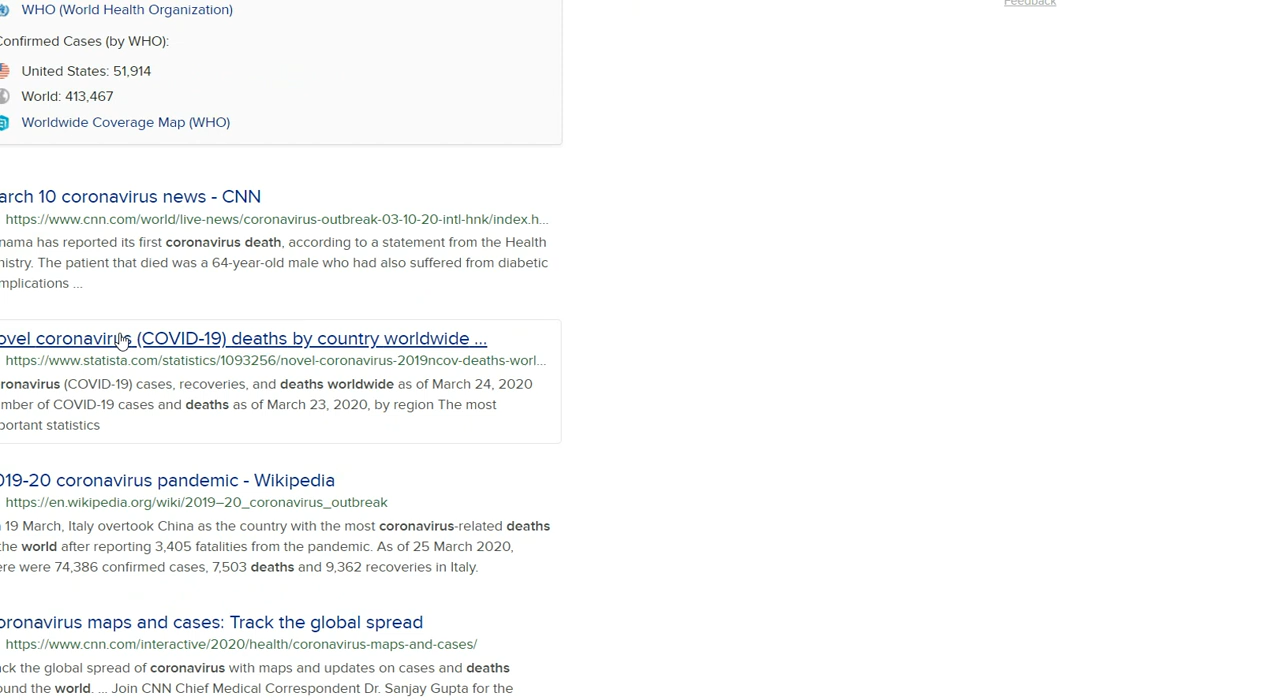 Feedback
WHO (World Health Organization)
Confirmed Cases (by WHO):
United States: 51,914
World: 413,467
Worldwide Coverage Map (WHO)
arch 10 coronavirus news - CNN
https://www.cnn.com/world/live-news/coronavirus-outbreak-03-10-20-intl-hnk/index.h...
nama has reported its first coronavirus death, according to a statement from the Health
nistry. The patient that died was a 64-year-old male who had also suffered from diabetic
mplications ...
ovel coronavirus (COVID-19) deaths by country worldwide ...
https://www.statista.com/statistics/1093256/novel-coronavirus-2019ncov-deaths-worl...
ronavirus (COVID-19) cases, recoveries, and deaths worldwide as of March 24, 2020
mber of COVID-19 cases and deaths as of March 23, 2020, by region The most
portant statistics
019-20 coronavirus pandemic - Wikipedia
https://en.wikipedia.org/wiki/2019–20_coronavirus_outbreak
19 March, Italy overtook China as the country with the most coronavirus-related deaths
the world after reporting 3,405 fatalities from the pandemic. As of 25 March 2020,
ere were 74,386 confirmed cases, 7,503 deaths and 9,362 recoveries in Italy.
oronavirus maps and cases: Track the global spread
https://www.cnn.com/interactive/2020/health/coronavirus-maps-and-cases/
ack the global spread of coronavirus with maps and updates on cases and deaths
ound the world. ... Join CNN Chief Medical Correspondent Dr. Sanjay Gupta for the